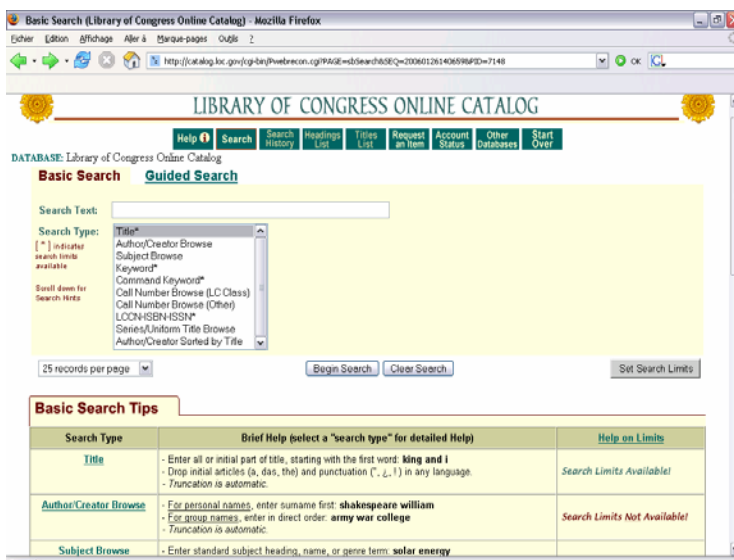 Basic Search (Library of Congress Online Catalog) - Mozilla Firefox
Fichier Edition Affichage Aller à Marque-pages Outils ?
http://catalog.loc.gov/cgi-bin/Pwebrecon.cgi?PAGE=sbSearch&SEQ=20060126140659&PID=7148 OK
LIBRARY OF CONGRESS ONLINE CATALOG
Help Search Search History Headings List Titles List Request an Item Account Status Other Databases Start Over
DATABASE: Library of Congress Online Catalog
Basic Search Guided Search
Search Text:
Search Type:
[ * ] indicates
search limits
available
Scroll down for
Search Hints
Title*
Author/Creator Browse
Subject Browse
Keyword*
Command Keyword*
Call Number Browse (LC Class)
Call Number Browse (Other)
LCCN-ISBN-ISSN*
Series/Uniform Title Browse
Author/Creator Sorted by Title
25 records per page Begin Search Clear Search Set Search Limits
Basic Search Tips
Search Type Brief Help (select a "search type" for detailed Help) Help on Limits
Title
- Enter all or initial part of title, starting with the first word: king and i
- Drop initial articles (a, das, the) and punctuation (", ¿, !) in any language.
- Truncation is automatic.
Search Limits Available!
Author/Creator Browse
- For personal names, enter surname first: shakespeare william
- For group names, enter in direct order: army war college
- Truncation is automatic.
Search Limits Not Available!
Subject Browse - Enter standard subject heading, name, or genre term: solar energy